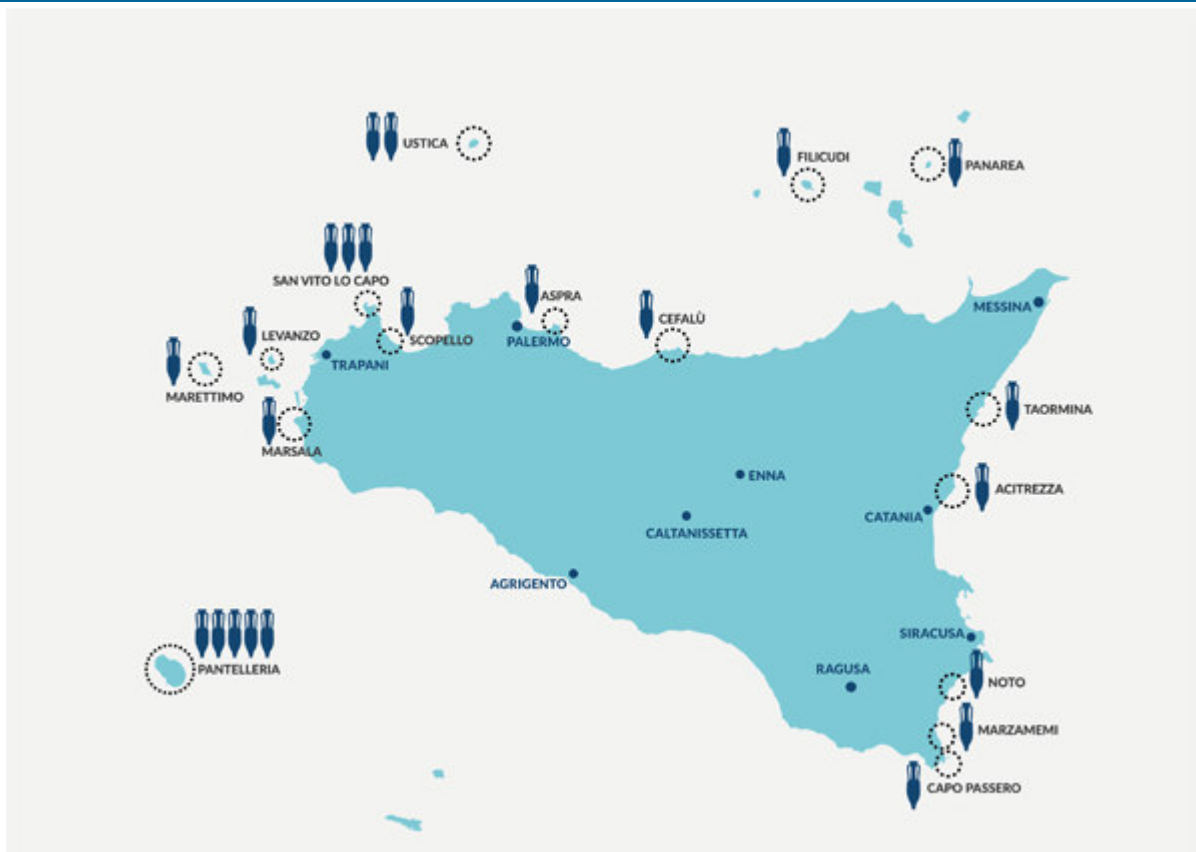 USTICA
FILICUDI
PANAREA
SAN VITO LO CAPO
ASPRA
MESSINA
CEFALÙ
LEVANZO
SCOPELLO
PALERMO
TRAPANI
MARETTIMO
TAORMINA
MARSALA
ENNA
ACITREZZA
CATANIA
CALTANISSETTA
AGRIGENTO
SIRACUSA
PANTELLERIA
RAGUSA
NOTO
MARZAMEMI
CAPO PASSERO